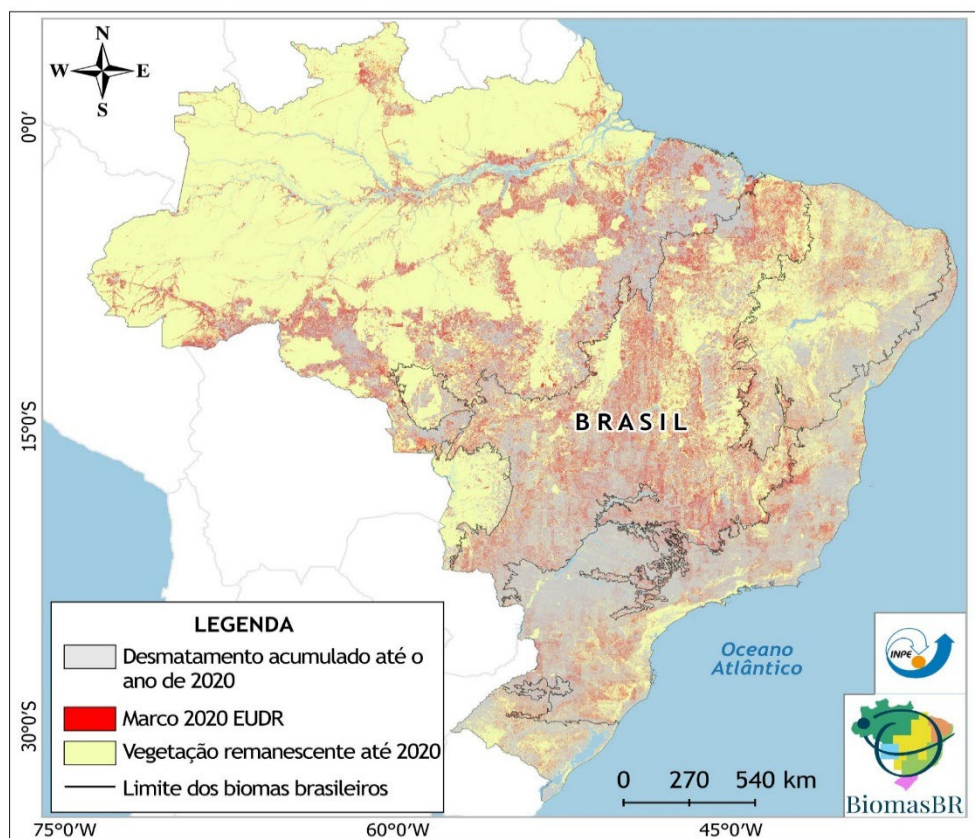 N
W E
S
0°0'
15°0'S
30°0'S
BRASIL
LEGENDA
Desmatamento acumulado até o
ano de 2020
Marco 2020 EUDR
Vegetação remanescente até 2020
Limite dos biomas brasileiros
Oceano
Atlântico
0 270 540 km
INPE
BiomasBR
75°0'W 60°0'W 45°0'W